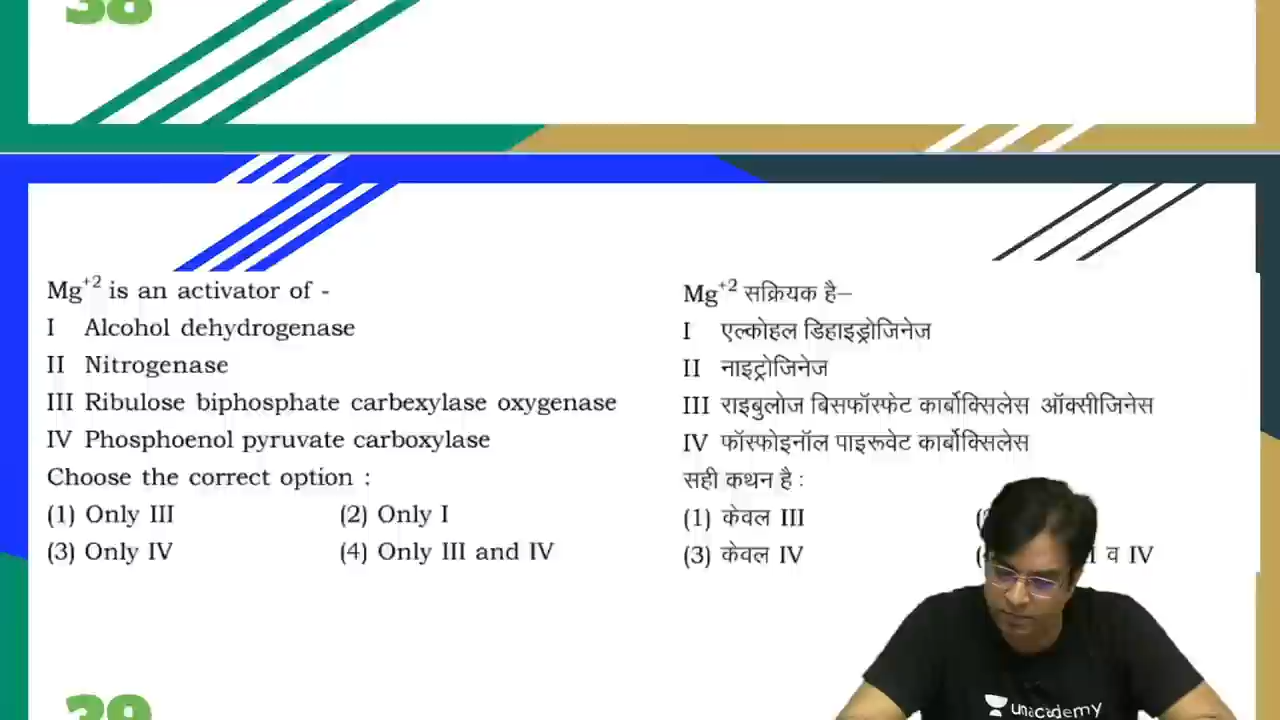 38
Mg+2 is an activator of -
I Alcohol dehydrogenase
II Nitrogenase
III Ribulose biphosphate carbexylase oxygenase
IV Phosphoenol pyruvate carboxylase
Choose the correct option :
(1) Only III (2) Only I
(3) Only IV (4) Only III and IV
Mg+2 सक्रियक है–
I एल्कोहल डिहाइड्रोजिनेज
II नाइट्रोजिनेज
III राइबुलोज बिसफॉस्फेट कार्बोक्सिलेस ऑक्सीजिनेस
IV फॉस्फोइनॉल पाइरूवेट कार्बोक्सिलेस
सही कथन है :
(1) केवल III
(3) केवल IV व IV
39
unacademy